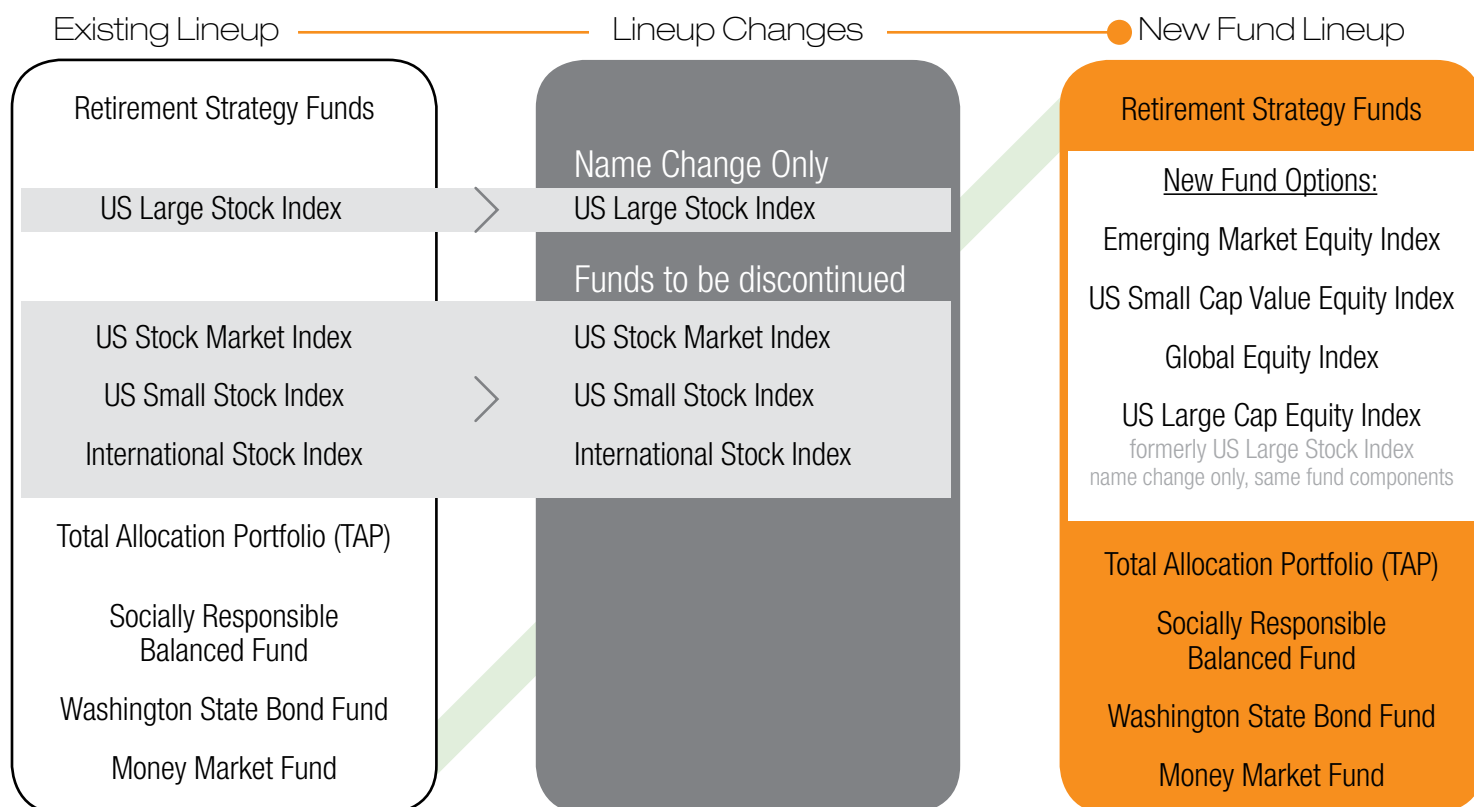 Existing Lineup
Lineup Changes
New Fund Lineup
Retirement Strategy Funds
US Large Stock Index
US Stock Market Index
US Small Stock Index
International Stock Index
Total Allocation Portfolio (TAP)
Socially Responsible
Balanced Fund
Washington State Bond Fund
Money Market Fund
Name Change Only
US Large Stock Index
Funds to be discontinued
US Stock Market Index
US Small Stock Index
International Stock Index
Retirement Strategy Funds
New Fund Options:
Emerging Market Equity Index
US Small Cap Value Equity Index
Global Equity Index
US Large Cap Equity Index
formerly US Large Stock Index
name change only, same fund components
Total Allocation Portfolio (TAP)
Socially Responsible
Balanced Fund
Washington State Bond Fund
Money Market Fund